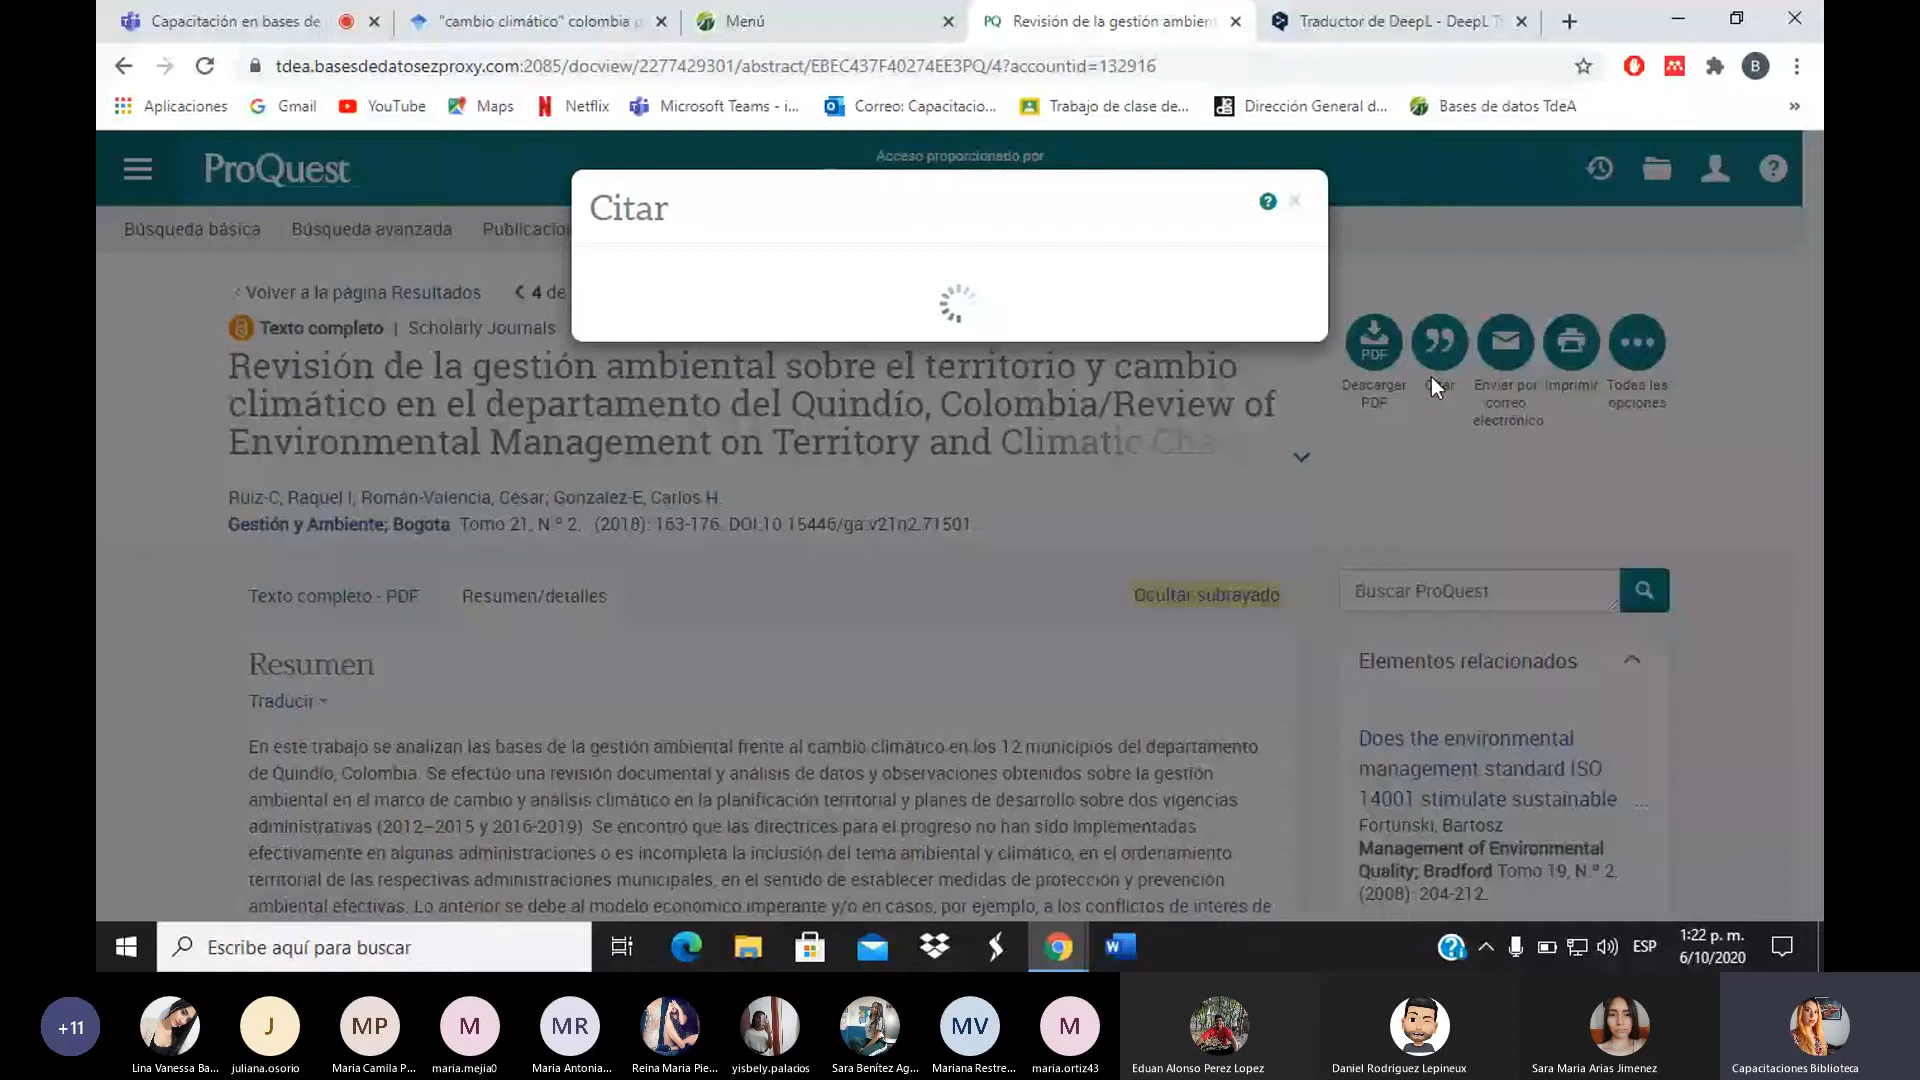 Capacitación en bases de
"cambio climático" colombia p
Menú
PQ Revisión de la gestión ambien
Traductor de DeepL - DeepL T
tdea.basesdedatosezproxy.com:2085/docview/2277429301/abstract/EBEC437F40274EE3PQ/4?accountid=132916
B
Aplicaciones
Gmail
YouTube
Maps
Netflix
Microsoft Teams - i...
Correo: Capacitacio...
Trabajo de clase de...
Dirección General d...
Bases de datos TdeA
»
ProQuest
Acceso proporcionado por
Citar
Búsqueda básica
Búsqueda avanzada
Publicacio
Volver a la página Resultados
4 de
Texto completo | Scholarly Journals
Revisión de la gestión ambiental sobre el territorio y cambio
climático en el departamento del Quindío, Colombia/Review of
Environmental Management on Territory and Climatic Chan
PDF
Descargar PDF
Citar
Enviar por correo electrónico
Imprimir
Todas las opciones
Ruiz-C, Raquel I; Román-Valencia, César; Gonzalez-E, Carlos H.
Gestión y Ambiente; Bogota Tomo 21, N.º 2, (2018): 163-176. DOI:10.15446/ga.v21n2.71501
Texto completo - PDF
Resumen/detalles
Ocultar subrayado
Buscar ProQuest
Resumen
Traducir
En este trabajo se analizan las bases de la gestión ambiental frente al cambio climático en los 12 municipios del departamento
de Quindío, Colombia. Se efectúo una revisión documental y análisis de datos y observaciones obtenidos sobre la gestión
ambiental en el marco de cambio y análisis climático en la planificación territorial y planes de desarrollo sobre dos vigencias
administrativas (2012–2015 y 2016-2019). Se encontró que las directrices para el progreso no han sido implementadas
efectivamente en algunas administraciones o es incompleta la inclusión del tema ambiental y climático, en el ordenamiento
territorial de las respectivas administraciones municipales, en el sentido de establecer medidas de protección y prevención
ambiental efectivas. Lo anterior se debe al modelo económico imperante y/o en casos, por ejemplo, a los conflictos de interes de
Elementos relacionados
Does the environmental
management standard ISO
14001 stimulate sustainable ...
Fortuński, Bartosz
Management of Environmental
Quality; Bradford Tomo 19, N.º 2,
(2008): 204-212.
Escribe aquí para buscar
ESP
1:22 p. m.
6/10/2020
+11
J
MP
M
MR
MV
M
Lina Vanessa Ba...
juliana.osorio
Maria Camila P...
maria.mejia0
Maria Antonia...
Reina Maria Pie...
yisbely.palacios
Sara Benítez Ag...
Mariana Restre...
maria.ortiz43
Eduan Alonso Perez Lopez
Daniel Rodriguez Lepineux
Sara Maria Arias Jimenez
Capacitaciones Biblioteca